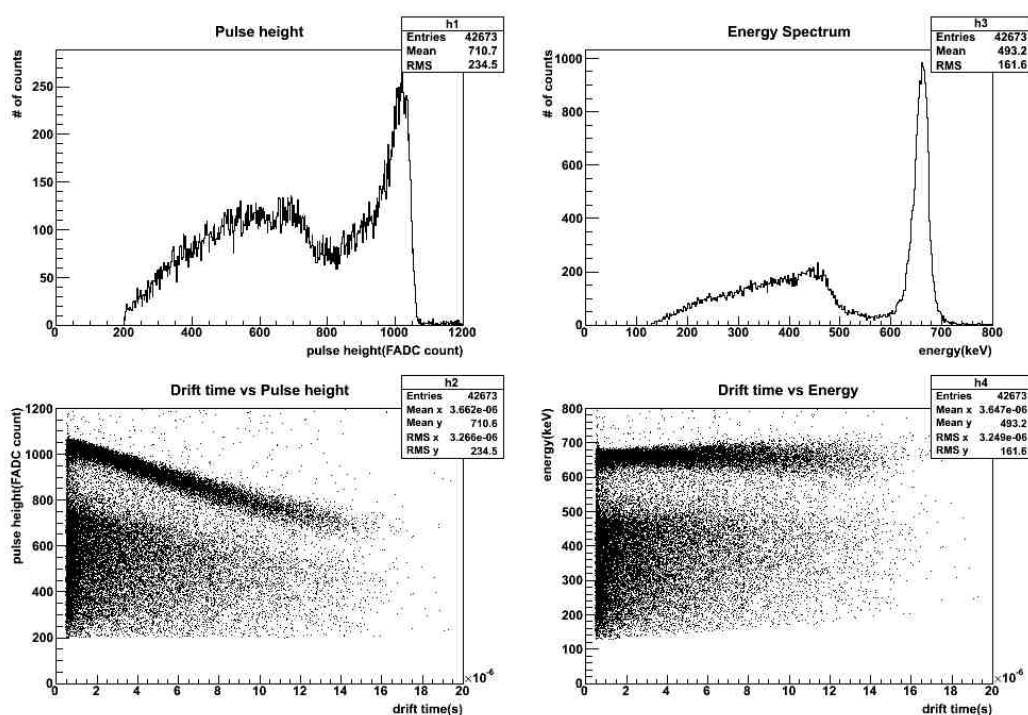 Pulse height
h1
Entries 42673
Mean 710.7
RMS 234.5
# of counts
250
200
150
100
50
0
0 200 400 600 800 1000 1200
pulse height(FADC count)
Energy Spectrum
h3
Entries 42673
Mean 493.2
RMS 161.6
# of counts
1000
800
600
400
200
0
0 100 200 300 400 500 600 700 800
energy(keV)
Drift time vs Pulse height
h2
Entries 42673
Mean x 3.662e-06
Mean y 710.6
RMS x 3.266e-06
RMS y 234.5
pulse height(FADC count)
1200
1000
800
600
400
200
0
0 2 4 6 8 10 12 14 16 18 20
×10-6
drift time(s)
Drift time vs Energy
h4
Entries 42673
Mean x 3.647e-06
Mean y 493.2
RMS x 3.249e-06
RMS y 161.6
energy(keV)
800
700
600
500
400
300
200
100
0
0 2 4 6 8 10 12 14 16 18 20
×10-6
drift time(s)